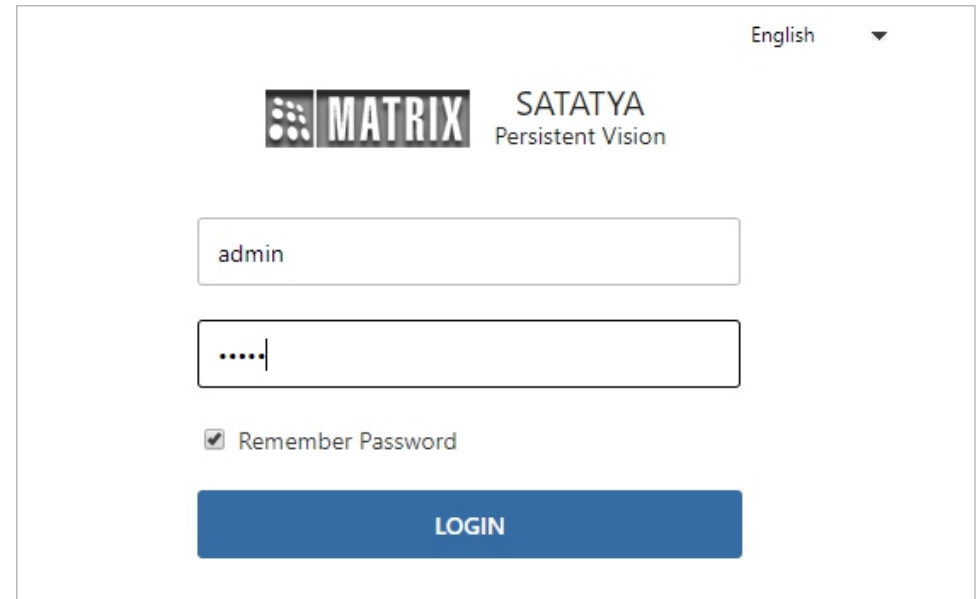 English
MATRIX
SATATYA
Persistent Vision
admin
•••••
Remember Password
LOGIN